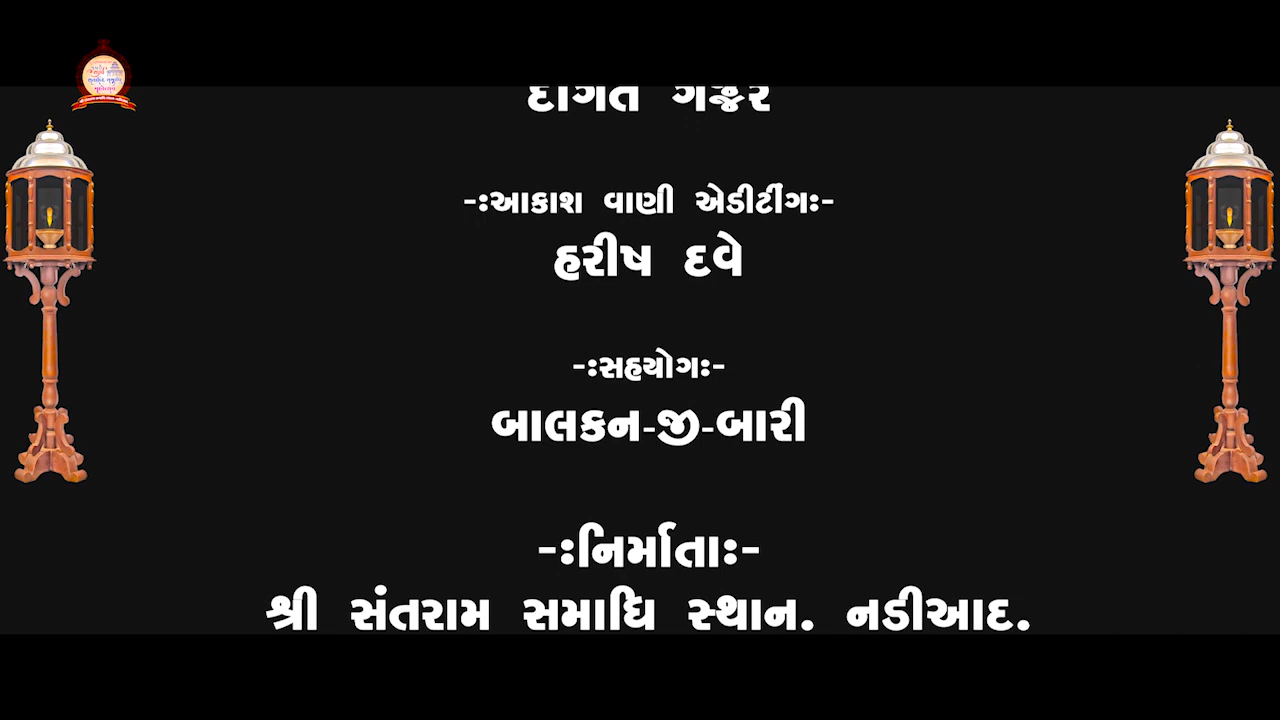 -ઃઆકાશ વાણી એડીટીંગઃ-
હરીષ દવે
-ઃસહયોગઃ-
બાલકન-જી-બારી
-ઃનિર્માતાઃ-
શ્રી સંતરામ સમાધિ સ્થાન. નડીઆદ.